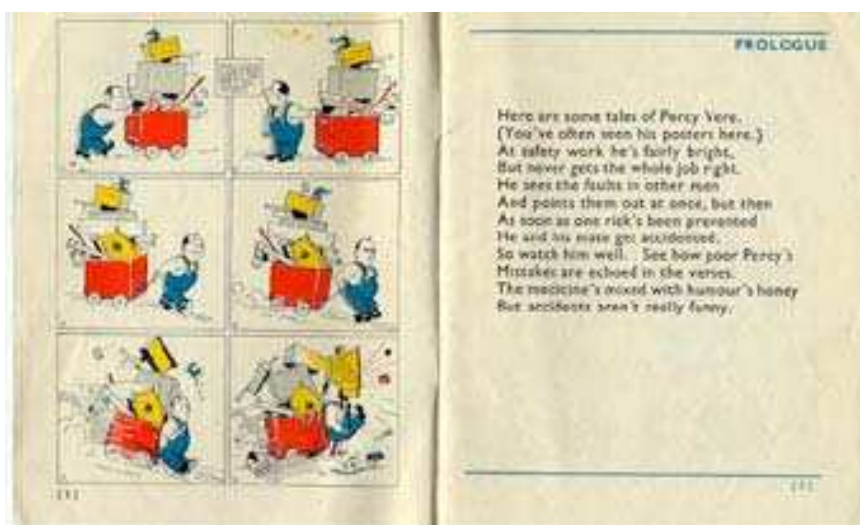 PROLOGUE
Here are some tales of Percy Vere.
(You've often seen his posters here.)
At safety work he's fairly bright,
But never gets the whole job right.
He sees the faults in other men
And points them out at once, but then
As soon as one risk's been prevented
He and his mate get accidented.
So watch him well. See how poor Percy's
Mistakes are echoed in the verses.
The medicine's mixed with humour's honey
But accidents aren't really funny.